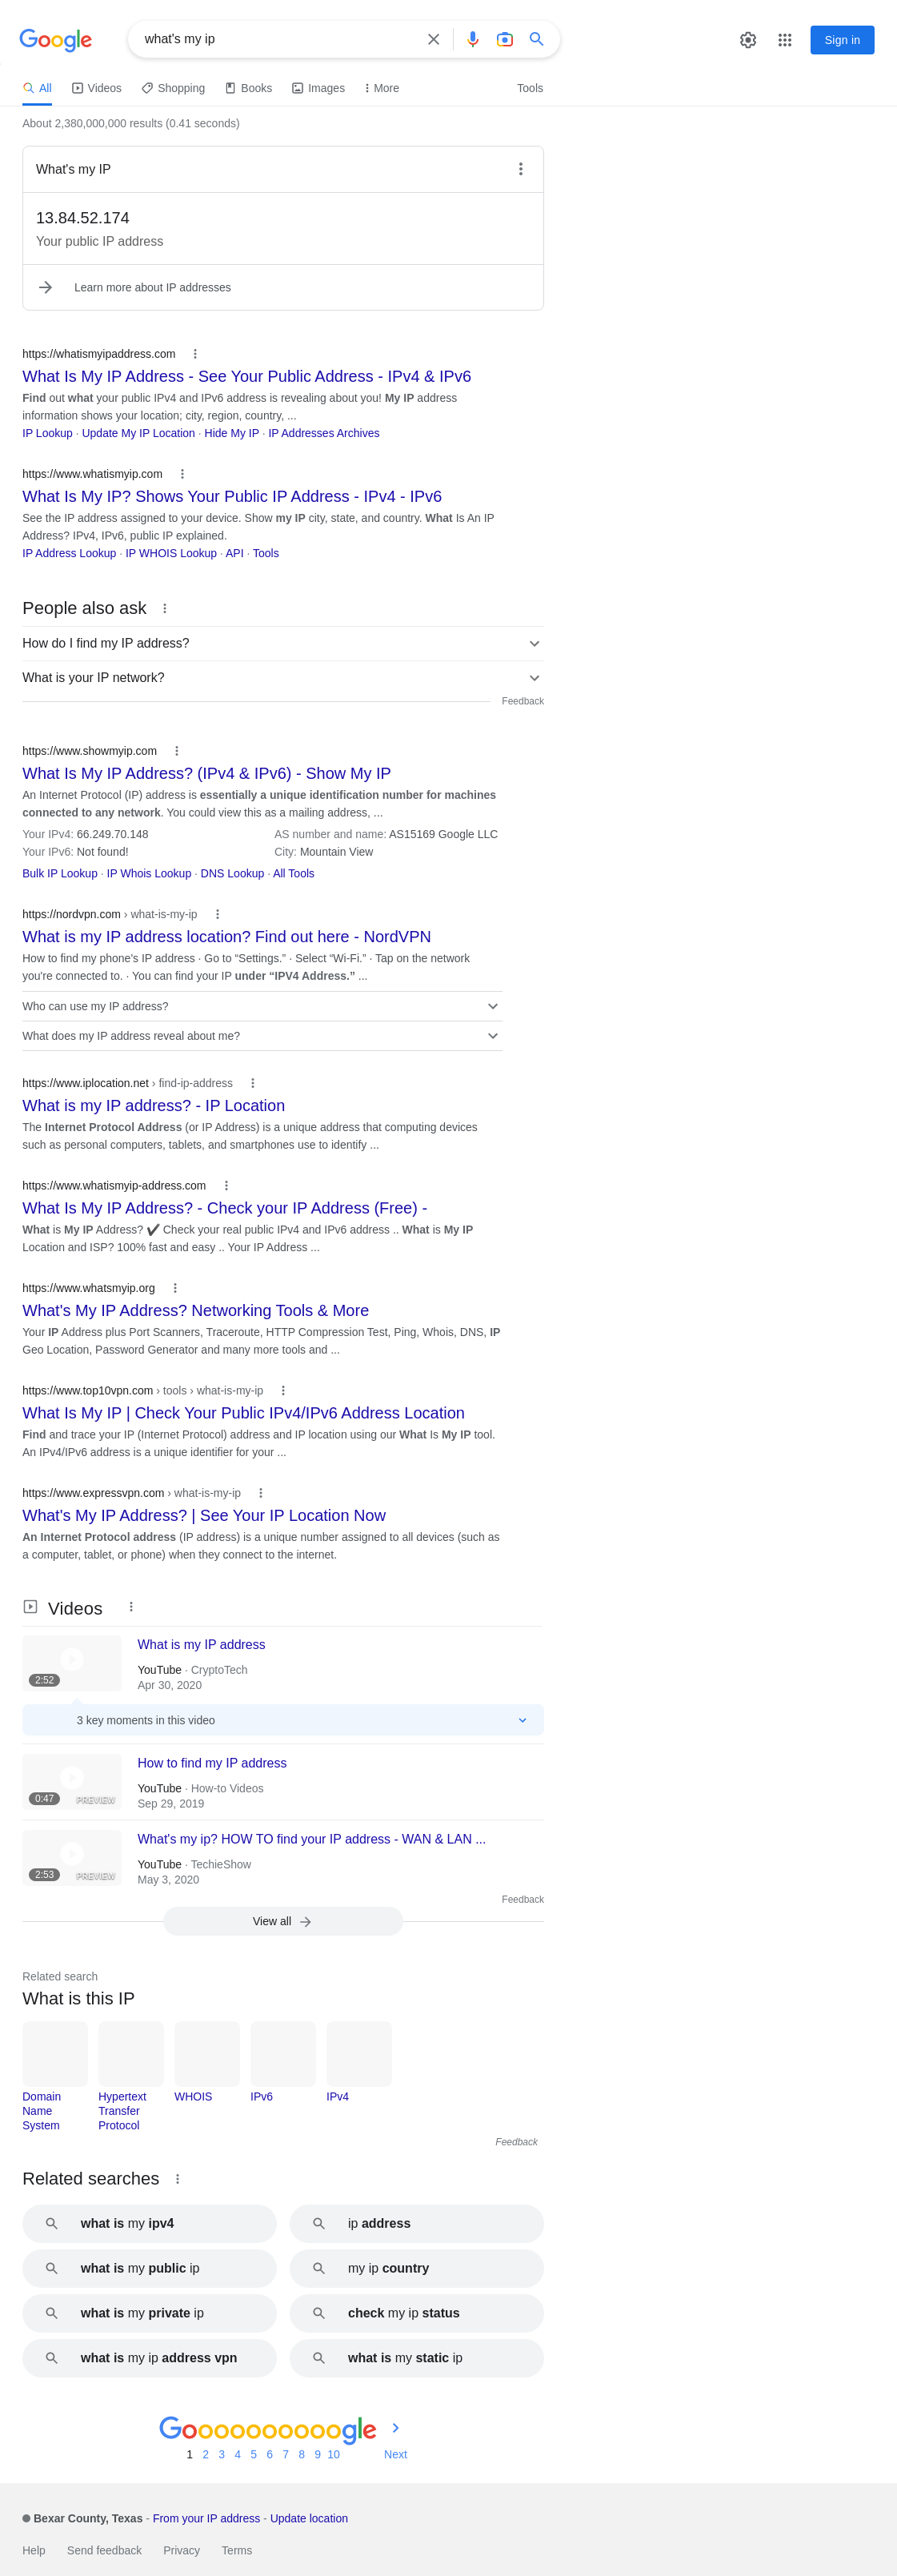 Google
what's my ip
Sign in
All
Videos
Shopping
Books
Images
More
Tools
About 2,380,000,000 results (0.41 seconds)
What's my IP
13.84.52.174
Your public IP address
Learn more about IP addresses
https://whatismyipaddress.com
What Is My IP Address - See Your Public Address - IPv4 & IPv6
Find out what your public IPv4 and IPv6 address is revealing about you! My IP address
information shows your location; city, region, country, ...
IP Lookup · Update My IP Location · Hide My IP · IP Addresses Archives
https://www.whatismyip.com
What Is My IP? Shows Your Public IP Address - IPv4 - IPv6
See the IP address assigned to your device. Show my IP city, state, and country. What Is An IP
Address? IPv4, IPv6, public IP explained.
IP Address Lookup · IP WHOIS Lookup · API · Tools
People also ask
How do I find my IP address?
What is your IP network?
Feedback
https://www.showmyip.com
What Is My IP Address? (IPv4 & IPv6) - Show My IP
An Internet Protocol (IP) address is essentially a unique identification number for machines
connected to any network. You could view this as a mailing address, ...
Your IPv4: 66.249.70.148
AS number and name: AS15169 Google LLC
Your IPv6: Not found!
City: Mountain View
Bulk IP Lookup · IP Whois Lookup · DNS Lookup · All Tools
https://nordvpn.com › what-is-my-ip
What is my IP address location? Find out here - NordVPN
How to find my phone's IP address · Go to “Settings.” · Select “Wi-Fi.” · Tap on the network
you're connected to. · You can find your IP under “IPV4 Address.” ...
Who can use my IP address?
What does my IP address reveal about me?
https://www.iplocation.net › find-ip-address
What is my IP address? - IP Location
The Internet Protocol Address (or IP Address) is a unique address that computing devices
such as personal computers, tablets, and smartphones use to identify ...
https://www.whatismyip-address.com
What Is My IP Address? - Check your IP Address (Free) -
What is My IP Address? ✔️ Check your real public IPv4 and IPv6 address .. What is My IP
Location and ISP? 100% fast and easy .. Your IP Address ...
https://www.whatsmyip.org
What's My IP Address? Networking Tools & More
Your IP Address plus Port Scanners, Traceroute, HTTP Compression Test, Ping, Whois, DNS, IP
Geo Location, Password Generator and many more tools and ...
https://www.top10vpn.com › tools › what-is-my-ip
What Is My IP | Check Your Public IPv4/IPv6 Address Location
Find and trace your IP (Internet Protocol) address and IP location using our What Is My IP tool.
An IPv4/IPv6 address is a unique identifier for your ...
https://www.expressvpn.com › what-is-my-ip
What's My IP Address? | See Your IP Location Now
An Internet Protocol address (IP address) is a unique number assigned to all devices (such as
a computer, tablet, or phone) when they connect to the internet.
Videos
What is my IP address
2:52
YouTube · CryptoTech
Apr 30, 2020
3 key moments in this video
How to find my IP address
0:47
PREVIEW
YouTube · How-to Videos
Sep 29, 2019
What's my ip? HOW TO find your IP address - WAN & LAN ...
2:53
PREVIEW
YouTube · TechieShow
May 3, 2020
Feedback
View all
Related search
What is this IP
Domain Name System
Hypertext Transfer Protocol
WHOIS
IPv6
IPv4
Feedback
Related searches
what is my ipv4
ip address
what is my public ip
my ip country
what is my private ip
check my ip status
what is my ip address vpn
what is my static ip
Goooooooooogle
1 2 3 4 5 6 7 8 9 10 Next
Bexar County, Texas - From your IP address - Update location
Help Send feedback Privacy Terms